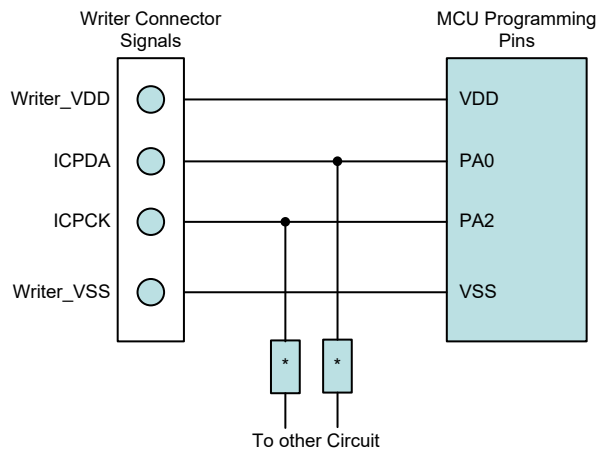 Writer Connector
Signals
MCU Programming
Pins
Writer_VDD
VDD
ICPDA
PA0
ICPCK
PA2
Writer_VSS
VSS
*
*
To other Circuit